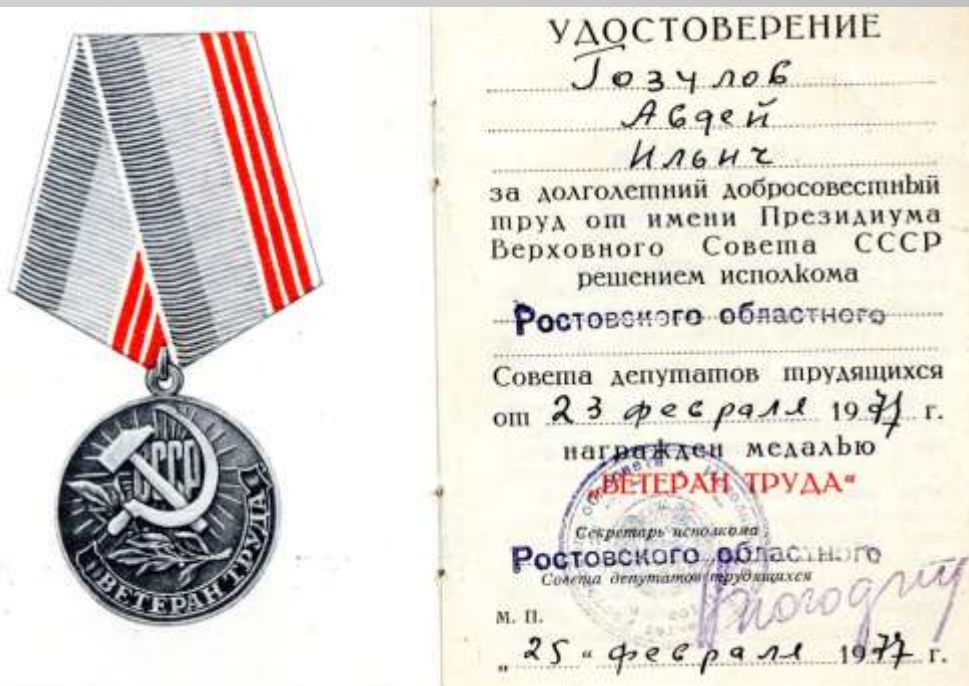 СССР
ВЕТЕРАН ТРУДА
УДОСТОВЕРЕНИЕ
Гозулов
Авдей
Ильич
за долголетний добросовестный
труд от имени Президиума
Верховного Совета СССР
решением исполкома
Ростовского областного
Совета депутатов трудящихся
от 23 февраля 1977 г.
награжден медалью
„ВЕТЕРАН ТРУДА“
Секретарь исполкома
Ростовского областного
Совета депутатов трудящихся
М. П.
„ 25 “ февраля 1977 г.